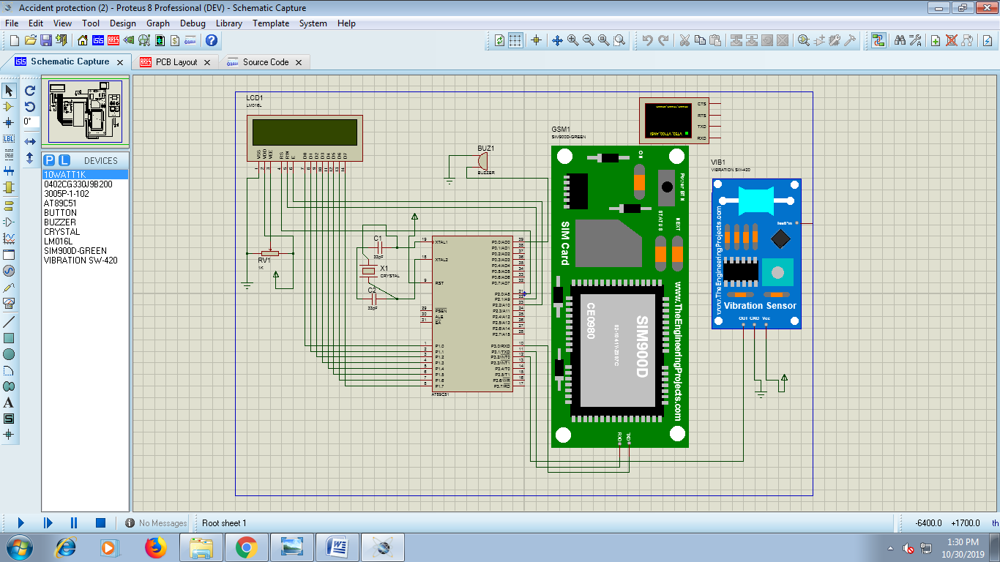 Accident protection (2) - Proteus 8 Professional (DEV) - Schematic Capture
File Edit View Tool Design Graph Debug Library Template System Help
Schematic Capture
PCB Layout
Source Code
0°
LBL
P L DEVICES
10WATT1K
0402CG330J9B200
3005P-1-102
AT89C51
BUTTON
BUZZER
CRYSTAL
LM016L
SIM900D-GREEN
VIBRATION SW-420
LCD1
LM016L
VSS VDD VEE RS RW E D0 D1 D2 D3 D4 D5 D6 D7
1 2 3 4 5 6 7 8 9 10 11 12 13 14
BUZ1
BUZZER
C1
33pF
X1
CRYSTAL
C2
33pF
RV1
1K
19 XTAL1
18 XTAL2
9 RST
29 PSEN
30 ALE
31 EA
1 P1.0
2 P1.1
3 P1.2
4 P1.3
5 P1.4
6 P1.5
7 P1.6
8 P1.7
P0.0/AD0 39
P0.1/AD1 38
P0.2/AD2 37
P0.3/AD3 36
P0.4/AD4 35
P0.5/AD5 34
P0.6/AD6 33
P0.7/AD7 32
P2.0/A8 21
P2.1/A9 22
P2.2/A10 23
P2.3/A11 24
P2.4/A12 25
P2.5/A13 26
P2.6/A14 27
P2.7/A15 28
P3.0/RXD 10
P3.1/TXD 11
P3.2/INT0 12
P3.3/INT1 13
P3.4/T0 14
P3.5/T1 15
P3.6/WR 16
P3.7/RD 17
AT89C51
GSM1
SIM900D-GREEN
ON
Power BTN
STATUS
NEXT
SIM Card
SIM900D
CE0980
www.TheEngineeringProjects.com
RXD
TXD
VT52, VT100, ANSI
CTS
RTS
TXD
RXD
VIB1
VIBRATION SW-420
TestPin
www.TheEngineeringProjects.com
Vibration Sensor
OUT GND Vcc
No Messages
Root sheet 1
-6400.0 +1700.0 th
1:30 PM
10/30/2019